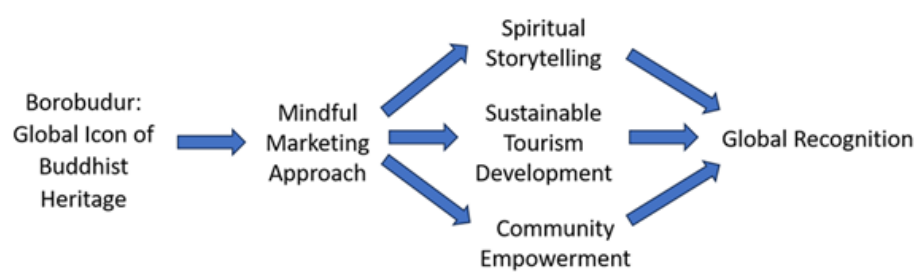 Borobudur:
Global Icon of
Buddhist
Heritage
Mindful
Marketing
Approach
Spiritual
Storytelling
Sustainable
Tourism
Development
Community
Empowerment
Global Recognition